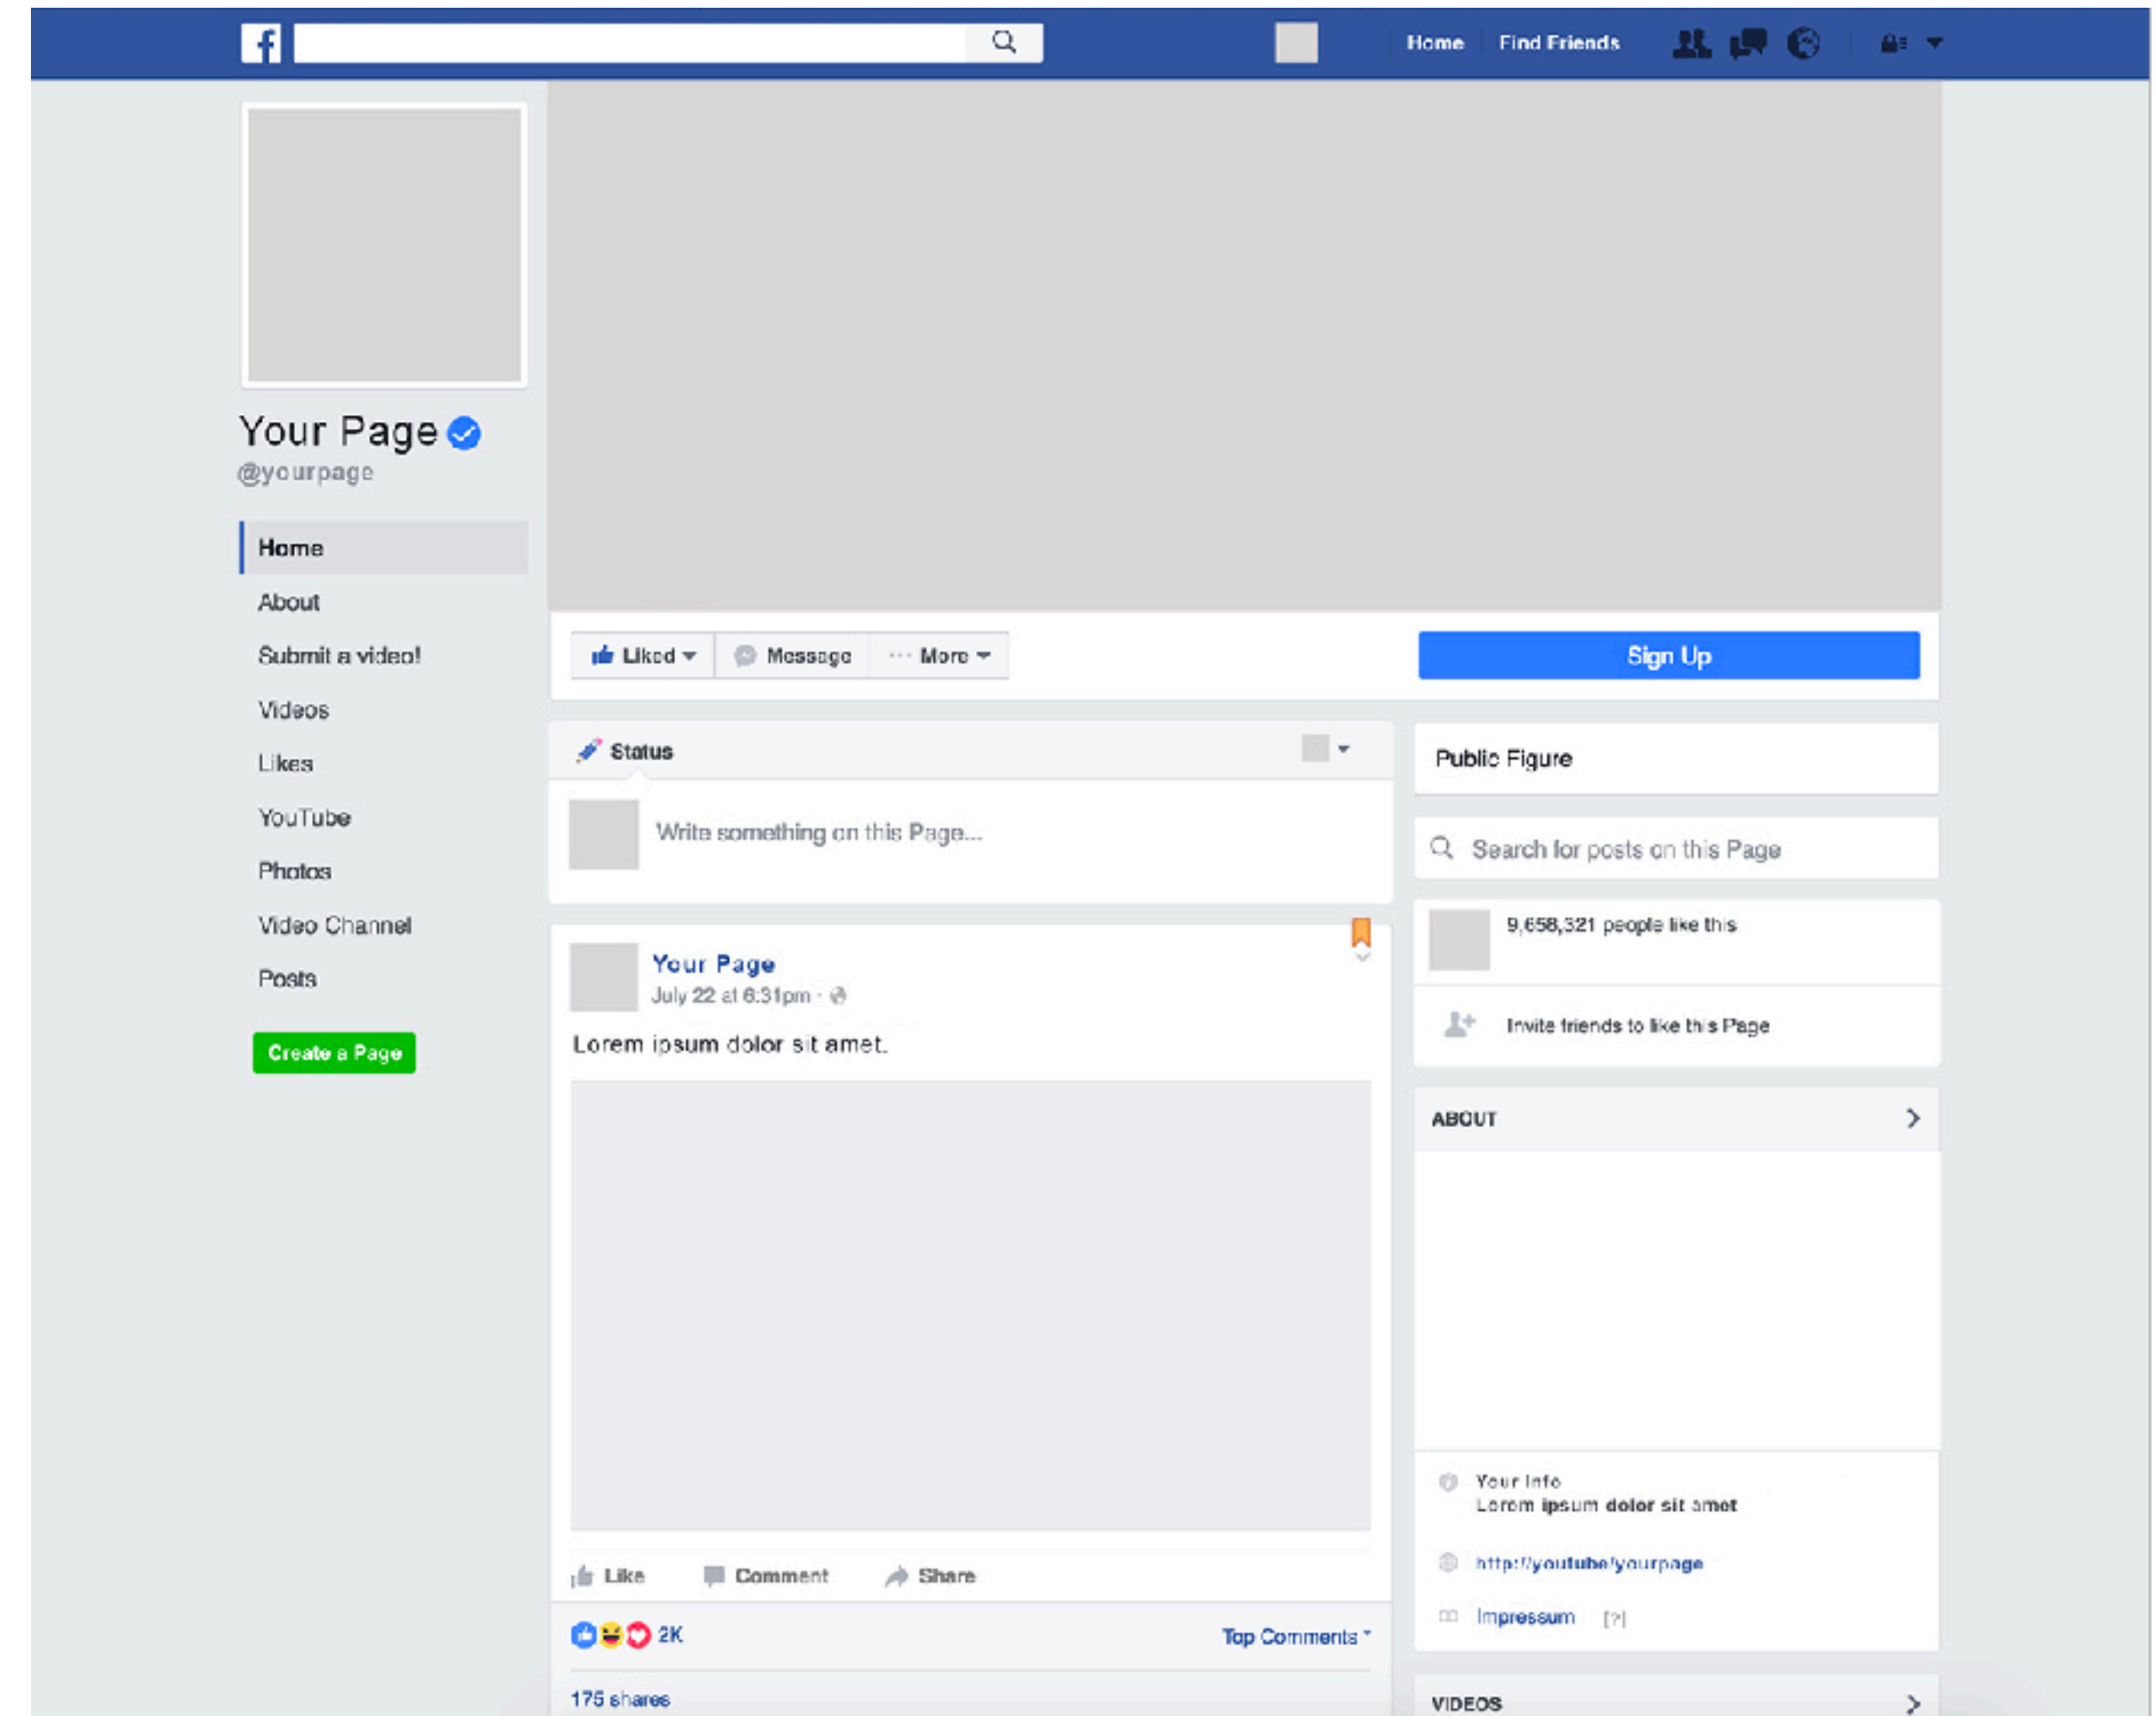 f
Home
Find Friends
Your Page
@yourpage
Home
About
Submit a video!
Videos
Likes
YouTube
Photos
Video Channel
Posts
Create a Page
Liked
Message
··· More
Sign Up
Status
Write something on this Page...
Your Page
July 22 at 6:31pm ·
Lorem ipsum dolor sit amet.
Like
Comment
Share
2K
Top Comments
175 shares
Public Figure
Search for posts on this Page
9,658,321 people like this
Invite friends to like this Page
ABOUT
Your Info
Lorem ipsum dolor sit amet
http://youtube/yourpage
Impressum [?]
VIDEOS